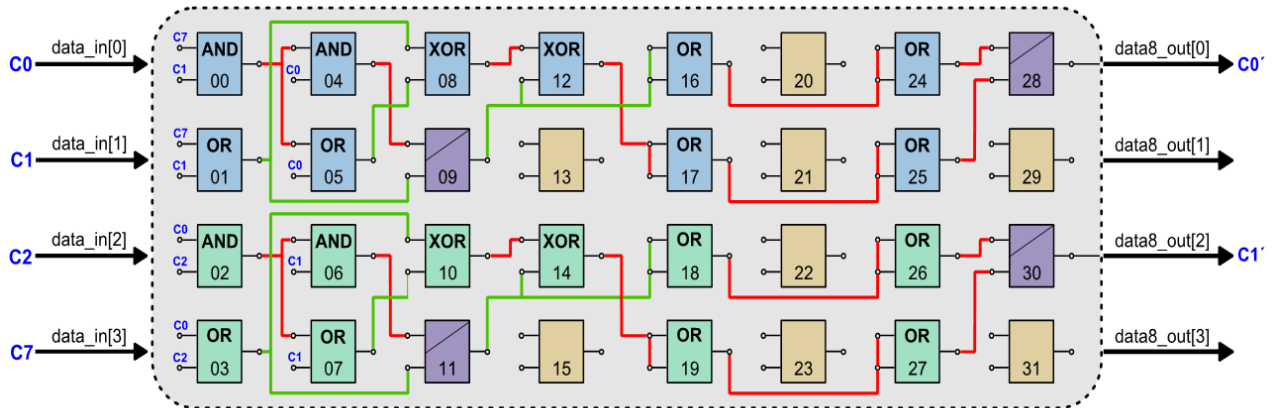 data_in[0]
C0
data_in[1]
C1
data_in[2]
C2
data_in[3]
C7
C7 AND
C1 00
AND
C0 04
XOR
08
XOR
12
OR
16
20
OR
24
28
C7 OR
C1 01
OR
C0 05
09
13
OR
17
21
OR
25
29
C0 AND
C2 02
AND
C1 06
XOR
10
XOR
14
OR
18
22
OR
26
30
C0 OR
C2 03
OR
C1 07
11
15
OR
19
23
OR
27
31
data8_out[0]
C0´
data8_out[1]
data8_out[2]
C1´
data8_out[3]